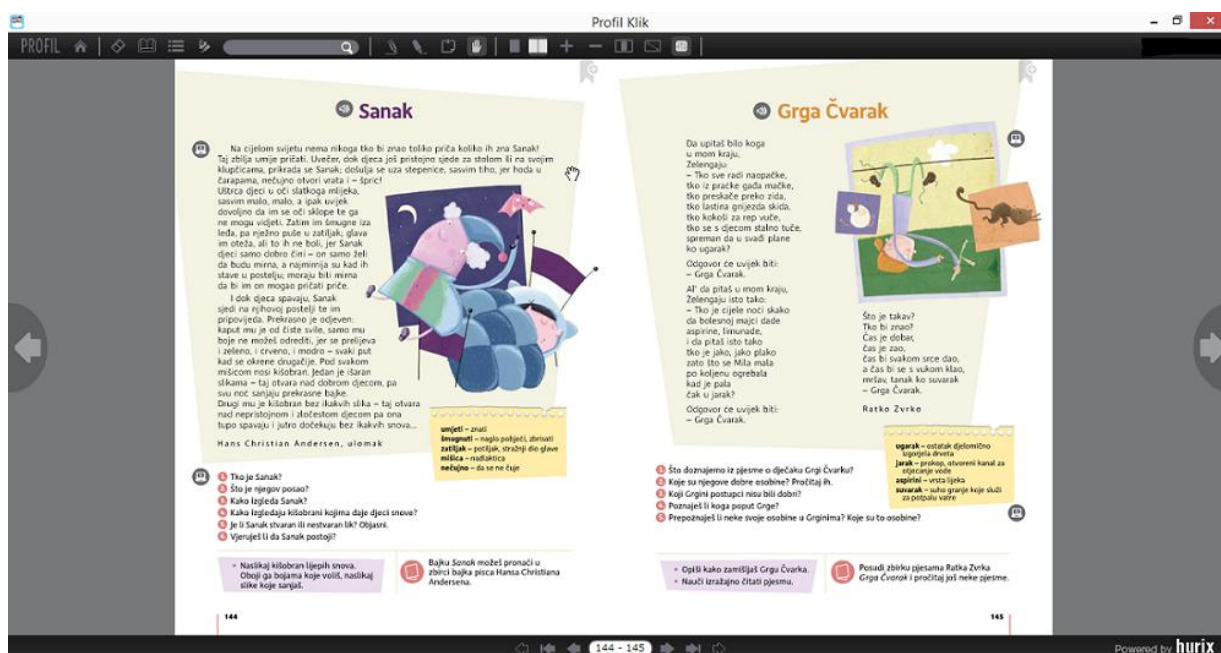 Profil Klik
PROFIL
Sanak
Na cijelom svijetu nema nikoga tko bi znao toliko priča koliko ih zna Sanak!
Taj zbilja umije pričati. Uvečer, dok djeca još pristojno sjede za stolom ili na svojim
klupčicama, prikrada se Sanak; došulja se uza stepenice, sasvim tiho, jer hoda u
čarapama, nečujno otvori vrata i – špric!
Uštrca djeci u oči slatkoga mlijeka,
sasvim malo, malo, a ipak uvijek
dovoljno da im se oči sklope te ga
ne mogu vidjeti. Zatim im šmugne iza
leđa, pa nježno puše u zatiljak; glava
im oteža, ali to ih ne boli, jer Sanak
djeci samo dobro čini – on samo želi
da budu mirna, a najmirnija su kad ih
stave u postelju; moraju biti mirna
da bi im on mogao pričati priče.
I dok djeca spavaju, Sanak
sjedi na njihovoj postelji te im
pripovijeda. Prekrasno je odjeven:
kaput mu je od čiste svile, samo mu
boje ne možeš odrediti, jer se prelijeva
i zeleno, i crveno, i modro – svaki put
kad se okrene drugačije. Pod svakom
mišicom nosi kišobran. Jedan je išaran
slikama – taj otvara nad dobrom djecom, pa
svu noć sanjaju prekrasne bajke.
Drugi mu je kišobran bez ikakvih slika – taj otvara
nad nepristojnom i zločestom djecom pa ona
tupo spavaju i jutro dočekuju bez ikakvih snova...
Hans Christian Andersen, ulomak
umjeti – znati
šmugnuti – naglo pobjeći, zbrisati
zatiljak – potiljak, stražnji dio glave
mišica – nadlaktica
nečujno – da se ne čuje
1 Tko je Sanak?
2 Što je njegov posao?
3 Kako izgleda Sanak?
4 Kako izgledaju kišobrani kojima daje djeci snove?
5 Je li Sanak stvaran ili nestvaran lik? Objasni.
6 Vjeruješ li da Sanak postoji?
• Naslikaj kišobran lijepih snova.
Oboji ga bojama koje voliš, naslikaj
slike koje sanjaš.
Bajku Sanak možeš pronaći u
zbirci bajka pisca Hansa Christiana
Andersena.
144
Grga Čvarak
Da upitaš bilo koga
u mom kraju,
Zelengaju:
– Tko sve radi naopačke,
tko iz praćke gađa mačke,
tko preskače preko zida,
tko lastina gnijezda skida,
tko kokoši za rep vuče,
tko se s djecom stalno tuče,
spreman da u svađi plane
ko ugarak?
Odgovor će uvijek biti:
– Grga Čvarak.
Al' da pitaš u mom kraju,
Zelengaju isto tako:
– Tko je cijele noći skako
da bolesnoj majci dade
aspirine, limunade,
i da pitaš isto tako
tko je jako, jako plako
zato što se Mila mala
po koljenu ogrebala
kad je pala
čak u jarak?
Odgovor će uvijek biti:
– Grga Čvarak.
Što je takav?
Tko bi znao?
Čas je dobar,
čas je zao,
čas bi svakom srce dao,
a čas bi se s vukom klao,
mršav, tanak ko suvarak
– Grga Čvarak.
Ratko Zvrko
ugarak – ostatak djelomično
izgorjela drveta
jarak – prokop, otvoreni kanal za
otjecanje vode
aspirini – vrsta lijeka
suvarak – suho granje koje služi
za potpalu vatre
1 Što doznajemo iz pjesme o dječaku Grgi Čvarku?
2 Koje su njegove dobre osobine? Pročitaj ih.
3 Koji Grgini postupci nisu bili dobri?
4 Poznaješ li koga poput Grge?
5 Prepoznaješ li neke svoje osobine u Grginima? Koje su to osobine?
• Opiši kako zamišljaš Grgu Čvarka.
• Nauči izražajno čitati pjesmu.
Posudi zbirku pjesama Ratka Zvrka
Grga Čvarak i pročitaj još neke pjesme.
145
144 - 145
Powered by hurix